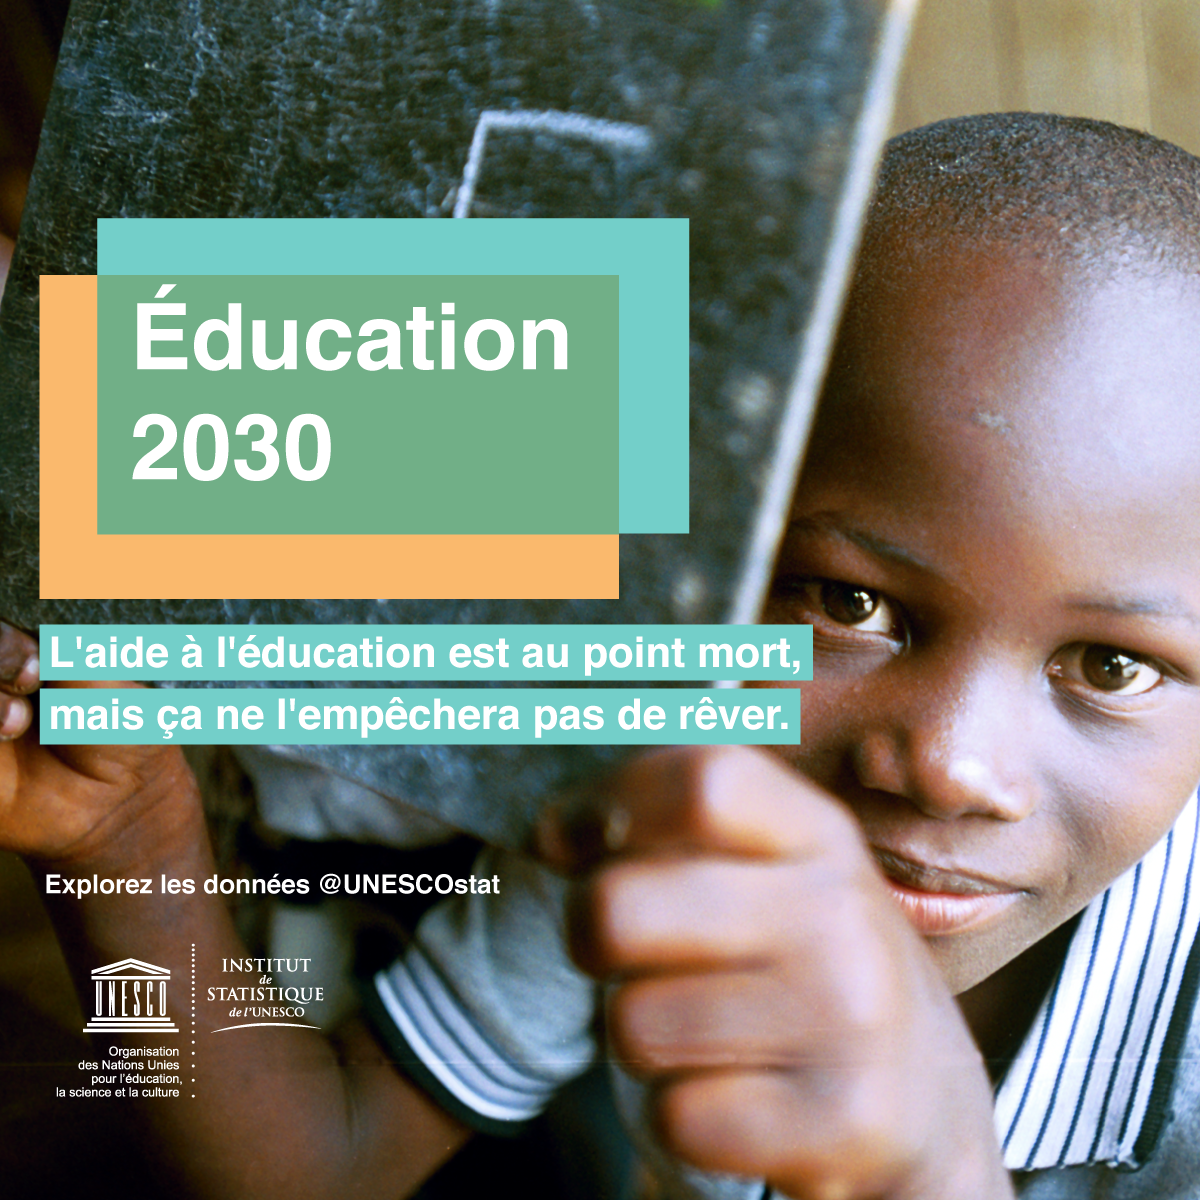 Éducation
2030
L'aide à l'éducation est au point mort,
mais ça ne l'empêchera pas de rêver.
Explorez les données @UNESCOstat
UNESCO
Organisation
des Nations Unies
pour l'éducation,
la science et la culture
INSTITUT
de
STATISTIQUE
de l'UNESCO